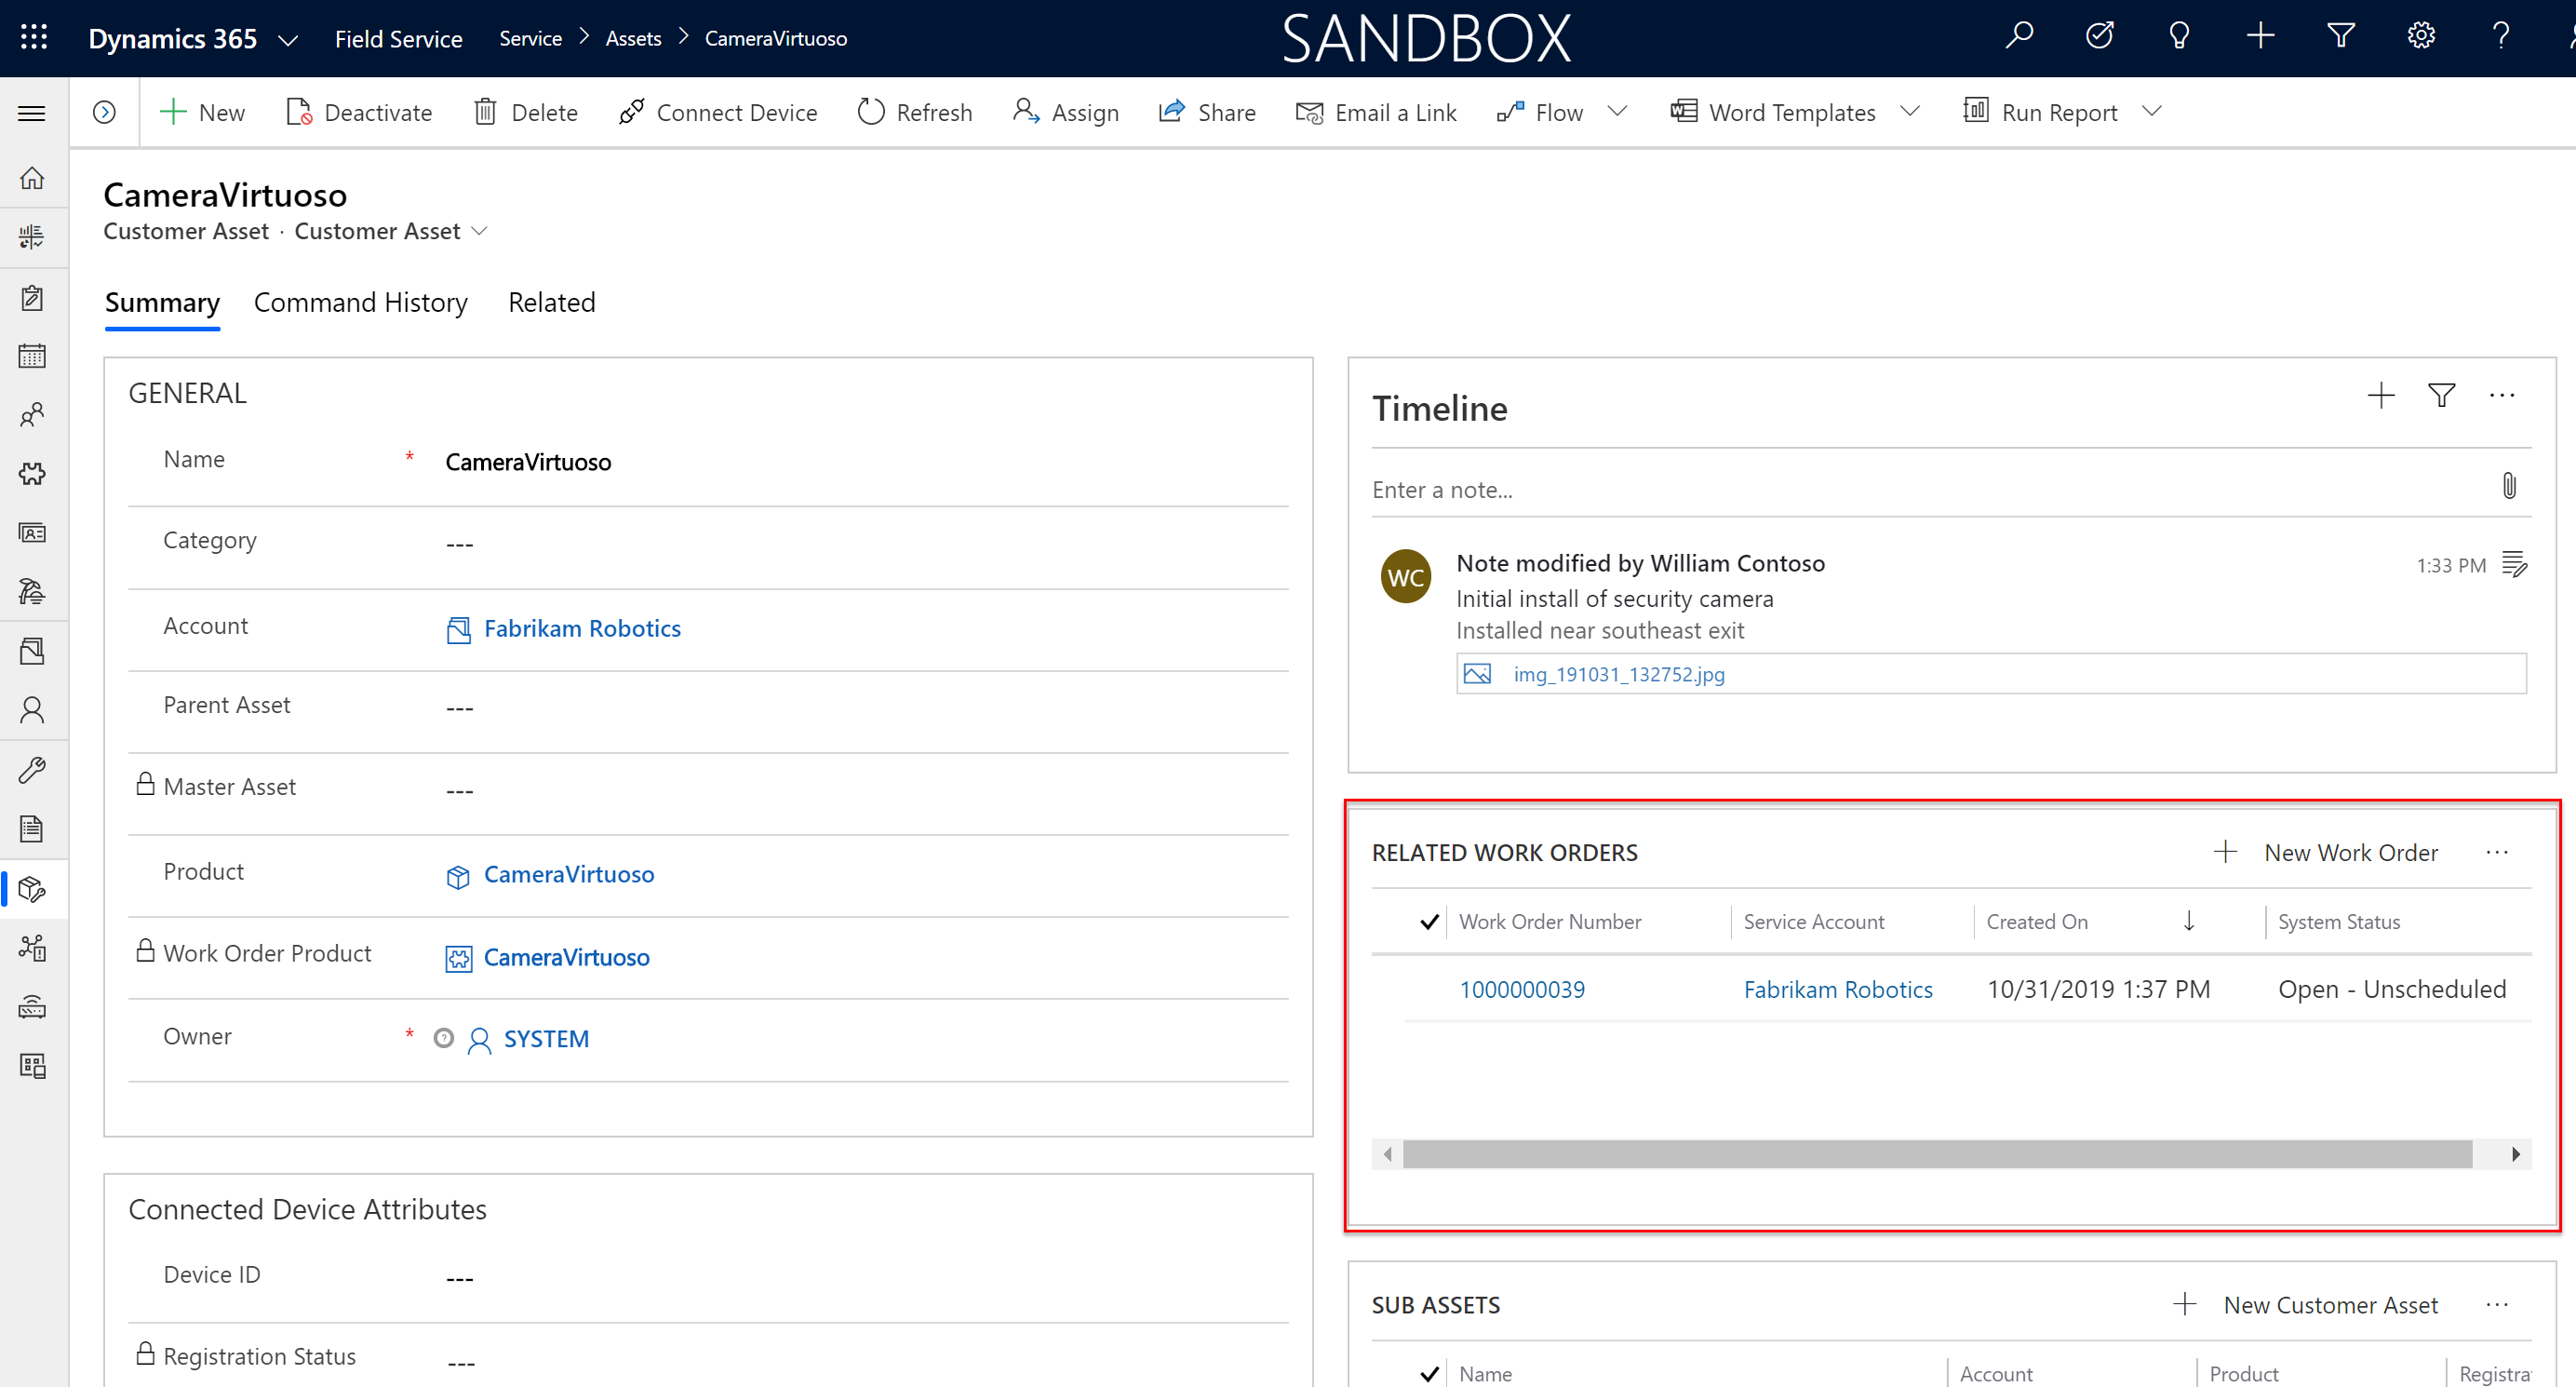 Dynamics 365 Field Service Service > Assets > CameraVirtuoso SANDBOX
New Deactivate Delete Connect Device Refresh Assign Share Email a Link Flow Word Templates Run Report
CameraVirtuoso
Customer Asset · Customer Asset
Summary Command History Related
GENERAL
Name * CameraVirtuoso
Category ---
Account Fabrikam Robotics
Parent Asset ---
Master Asset ---
Product CameraVirtuoso
Work Order Product CameraVirtuoso
Owner * SYSTEM
Connected Device Attributes
Device ID ---
Registration Status ---
Timeline
Enter a note...
WC
Note modified by William Contoso 1:33 PM
Initial install of security camera
Installed near southeast exit
img_191031_132752.jpg
RELATED WORK ORDERS New Work Order ...
Work Order Number Service Account Created On System Status
1000000039 Fabrikam Robotics 10/31/2019 1:37 PM Open - Unscheduled
SUB ASSETS New Customer Asset ...
Name Account Product Registra